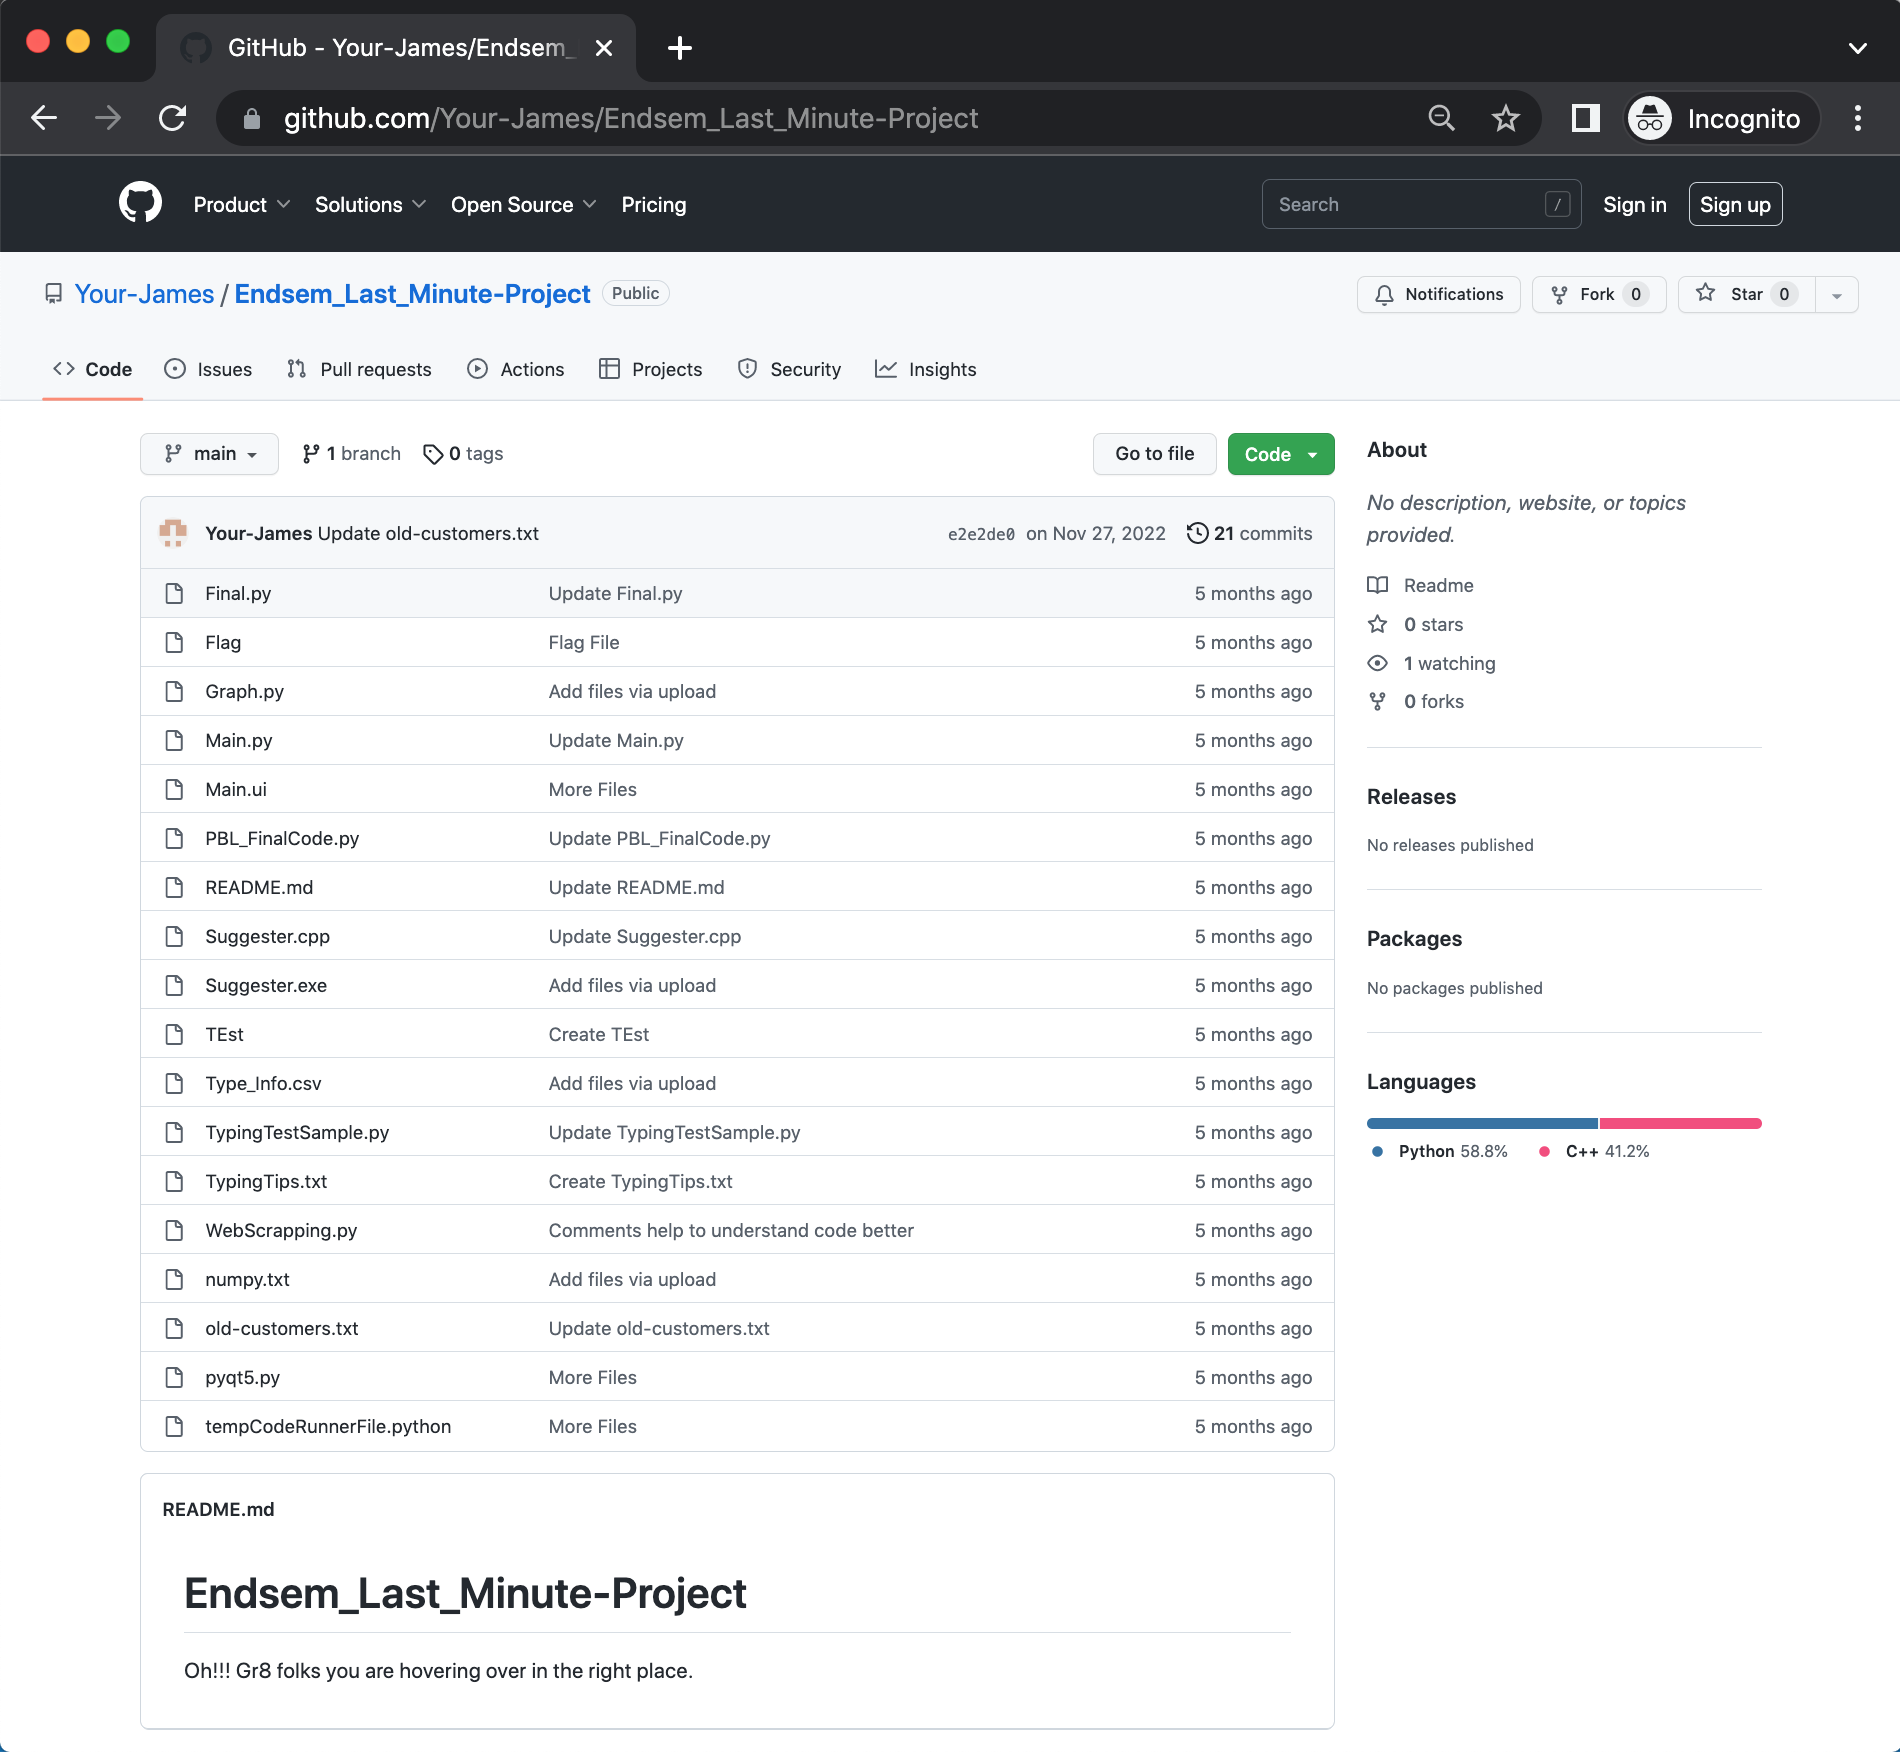 GitHub - Your-James/Endsem_
github.com/Your-James/Endsem_Last_Minute-Project
Incognito
Product Solutions Open Source Pricing
Search /
Sign in Sign up
Your-James / Endsem_Last_Minute-Project Public
Notifications Fork 0 Star 0
Code Issues Pull requests Actions Projects Security Insights
main 1 branch 0 tags Go to file Code
Your-James Update old-customers.txt e2e2de0 on Nov 27, 2022 21 commits
Final.py Update Final.py 5 months ago
Flag Flag File 5 months ago
Graph.py Add files via upload 5 months ago
Main.py Update Main.py 5 months ago
Main.ui More Files 5 months ago
PBL_FinalCode.py Update PBL_FinalCode.py 5 months ago
README.md Update README.md 5 months ago
Suggester.cpp Update Suggester.cpp 5 months ago
Suggester.exe Add files via upload 5 months ago
TEst Create TEst 5 months ago
Type_Info.csv Add files via upload 5 months ago
TypingTestSample.py Update TypingTestSample.py 5 months ago
TypingTips.txt Create TypingTips.txt 5 months ago
WebScrapping.py Comments help to understand code better 5 months ago
numpy.txt Add files via upload 5 months ago
old-customers.txt Update old-customers.txt 5 months ago
pyqt5.py More Files 5 months ago
tempCodeRunnerFile.python More Files 5 months ago
README.md
Endsem_Last_Minute-Project
Oh!!! Gr8 folks you are hovering over in the right place.
About
No description, website, or topics
provided.
Readme
0 stars
1 watching
0 forks
Releases
No releases published
Packages
No packages published
Languages
Python 58.8% C++ 41.2%